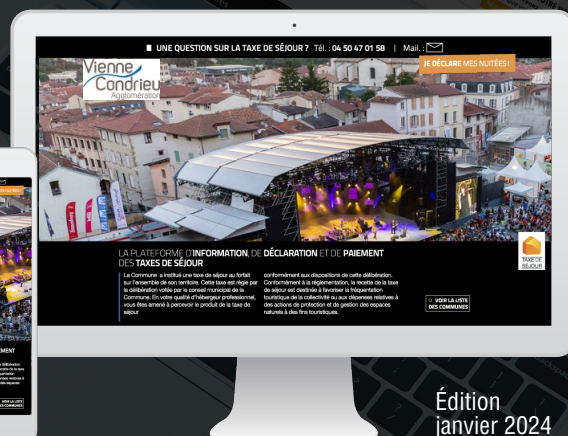 UNE QUESTION SUR LA TAXE DE SÉJOUR ? Tél. : 04 50 47 01 58 | Mail. :
JE DÉCLARE MES NUITÉES !
Vienne
Condrieu
Agglomération
LA PLATEFORME D'INFORMATION, DE DÉCLARATION ET DE PAIEMENT
DES TAXES DE SÉJOUR
La Commune a institué une taxe de séjour au forfait
sur l'ensemble de son territoire. Cette taxe est régie par
la délibération votée par le conseil municipal de la
Commune. En votre qualité d'hébergeur professionnel,
vous êtes amené à percevoir le produit de la taxe de
séjour
conformément aux dispositions de cette délibération.
Conformément à la réglementation, la recette de la taxe
de séjour est destinée à favoriser la fréquentation
touristique de la collectivité ou aux dépenses relatives à
des actions de protection et de gestion des espaces
naturels à des fins touristiques.
TAXE DE
SÉJOUR
VOIR LA LISTE
DES COMMUNES
Édition
janvier 2024